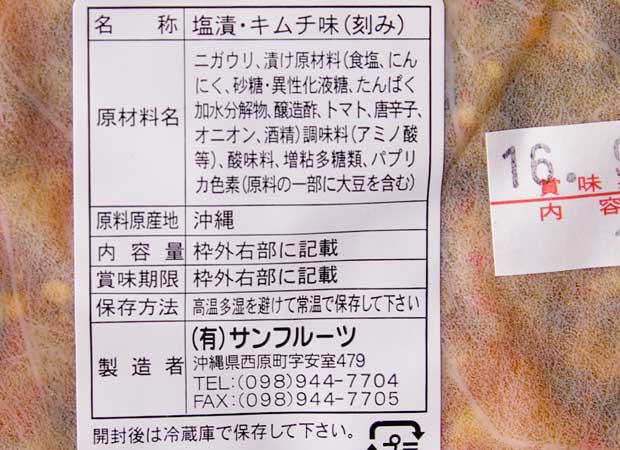 名称 塩漬・キムチ味(刻み)
原材料名
ニガウリ、漬け原材料(食塩、にん
にく、砂糖・異性化液糖、たんぱく
加水分解物、醸造酢、トマト、唐辛子、
オニオン、酒精)調味料(アミノ酸
等)、酸味料、増粘多糖類、パプリ
カ色素(原料の一部に大豆を含む)
原料原産地 沖縄
内容量 枠外右部に記載
賞味期限 枠外右部に記載
保存方法 高温多湿を避けて常温で保存して下さい
製造者
(有)サンフルーツ
沖縄県西原町字安室479
TEL:(098)944-7704
FAX:(098)944-7705
開封後は冷蔵庫で保存して下さい。
プラ
16.
賞味
内容